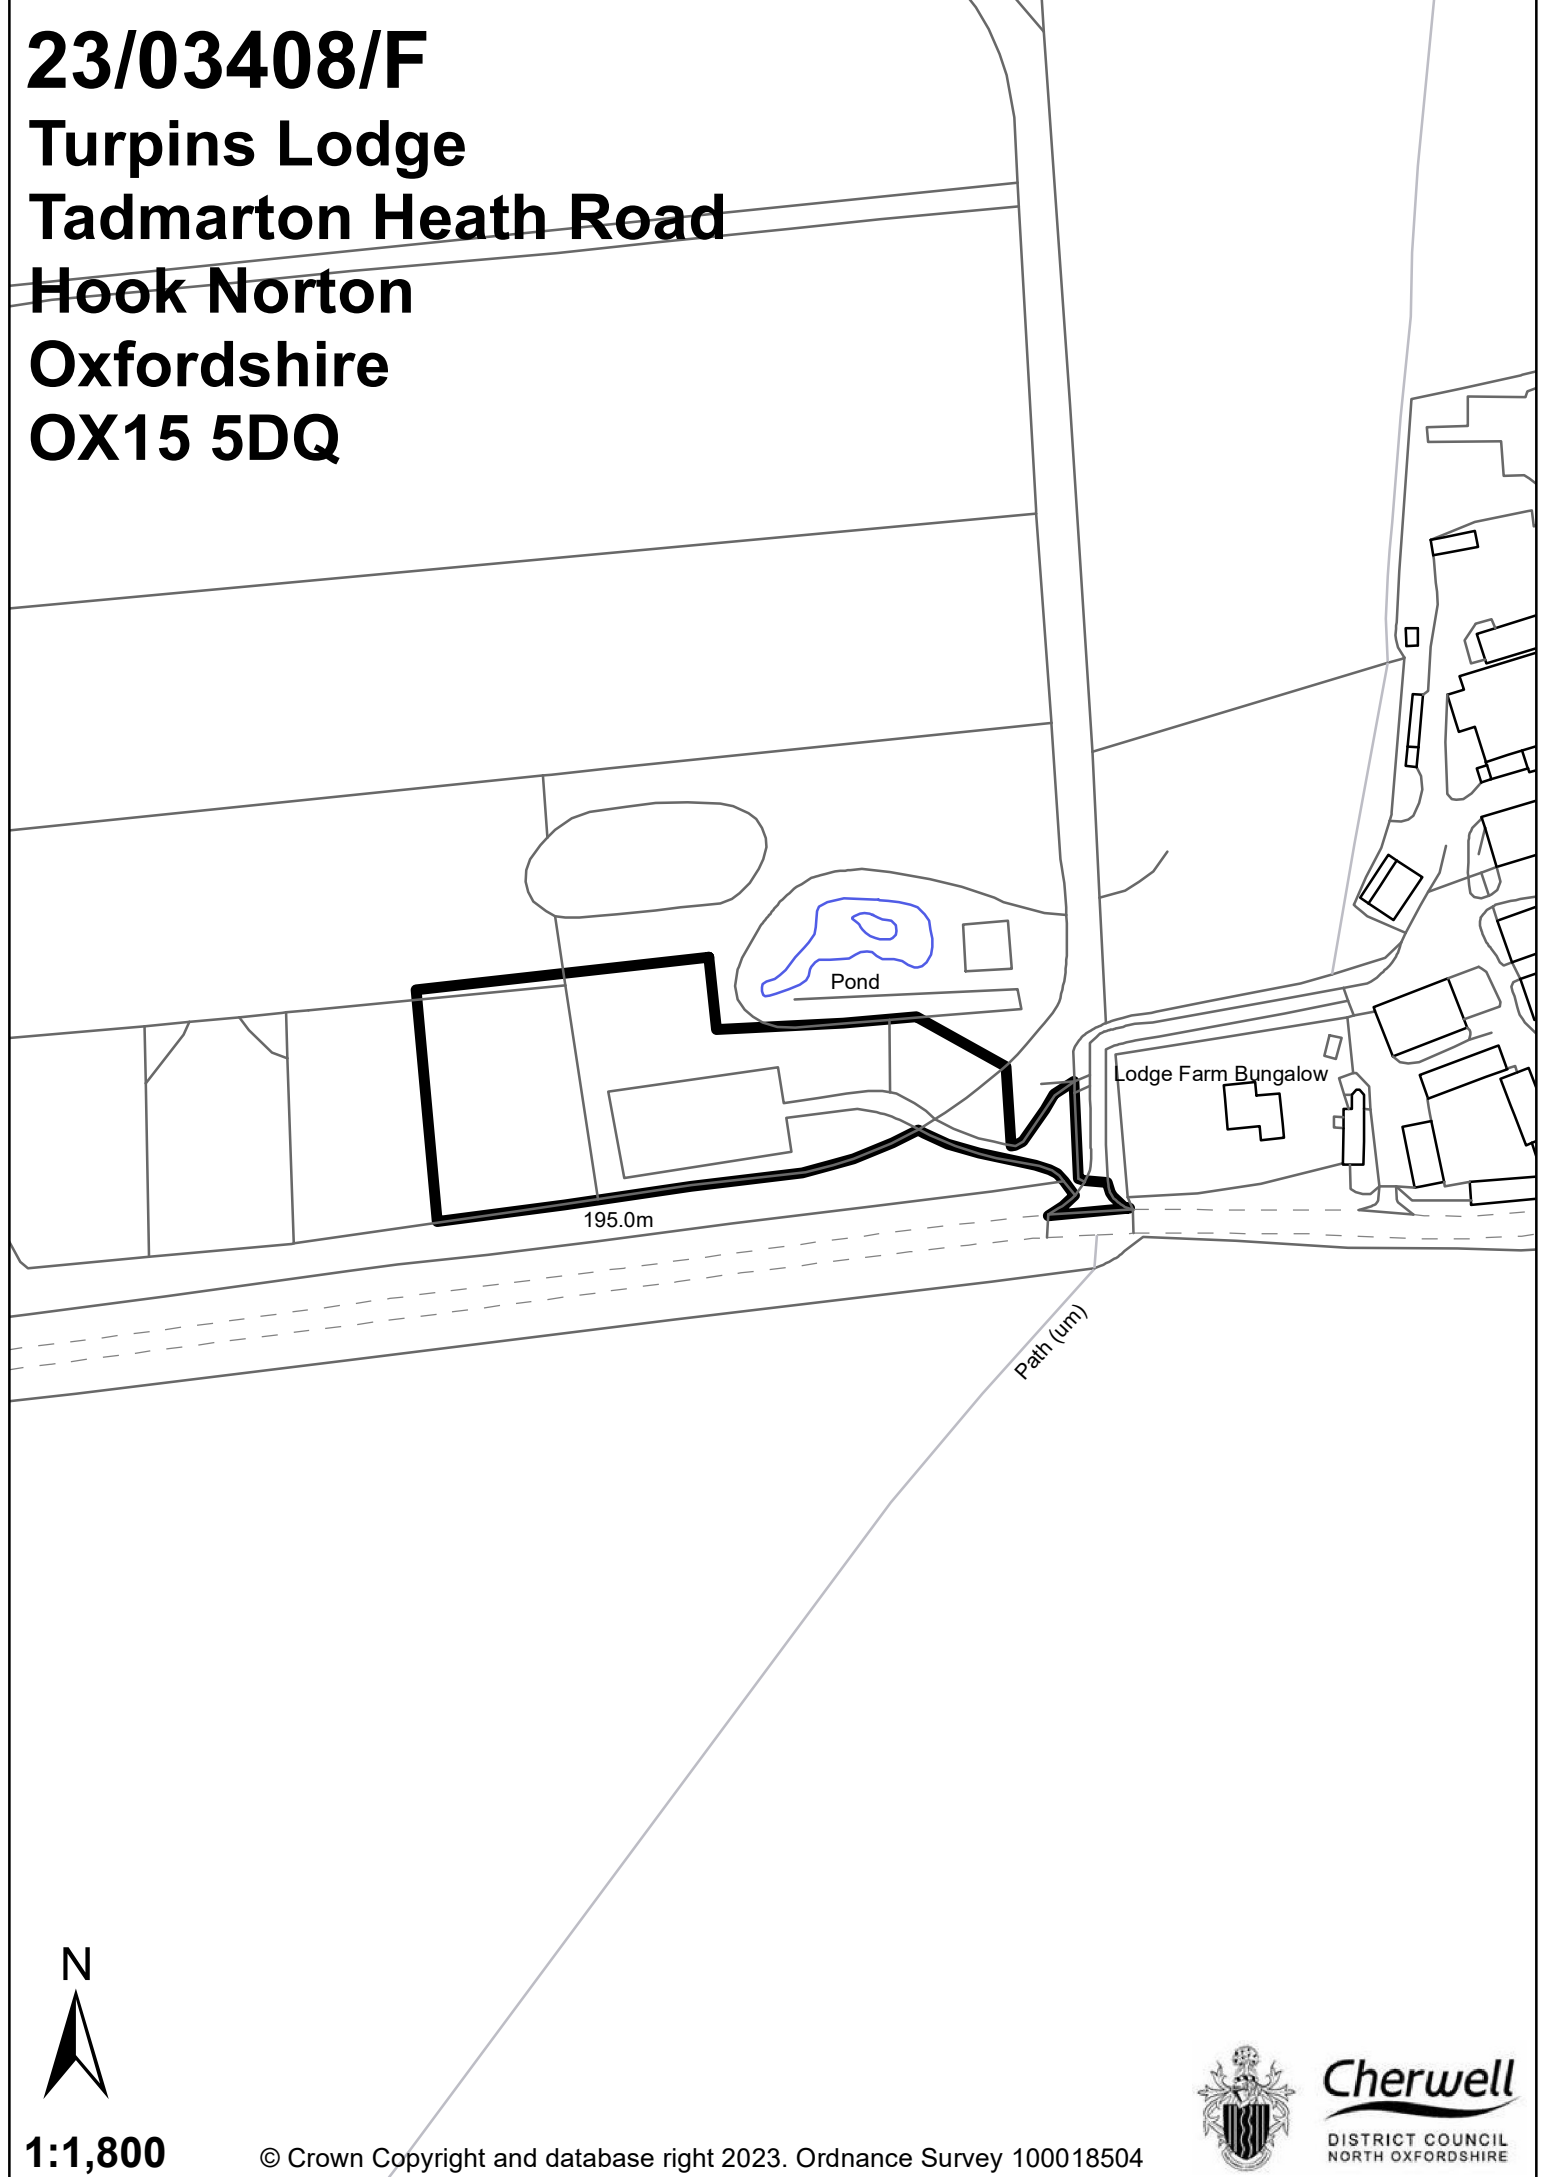 23/03408/F
Turpins Lodge
Tadmarton Heath Road
Hook Norton
Oxfordshire
OX15 5DQ
Pond
Lodge Farm Bungalow
195.0m
Path (um)
N
1:1,800
© Crown Copyright and database right 2023. Ordnance Survey 100018504
Cherwell
DISTRICT COUNCIL
NORTH OXFORDSHIRE